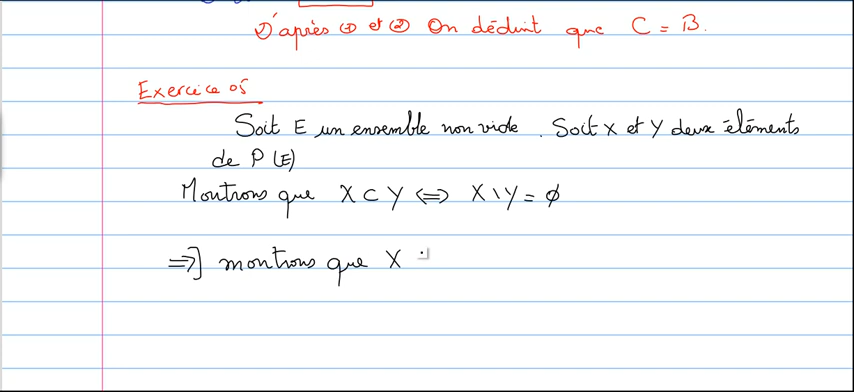 D'après ① et ② On déduit que C = B.
Exercice 05
Soit E un ensemble non vide. Soit X et Y deux éléments
de P(E)
Montrons que X ⊂ Y ⟺ X \ Y = ∅
⟹] montrons que X